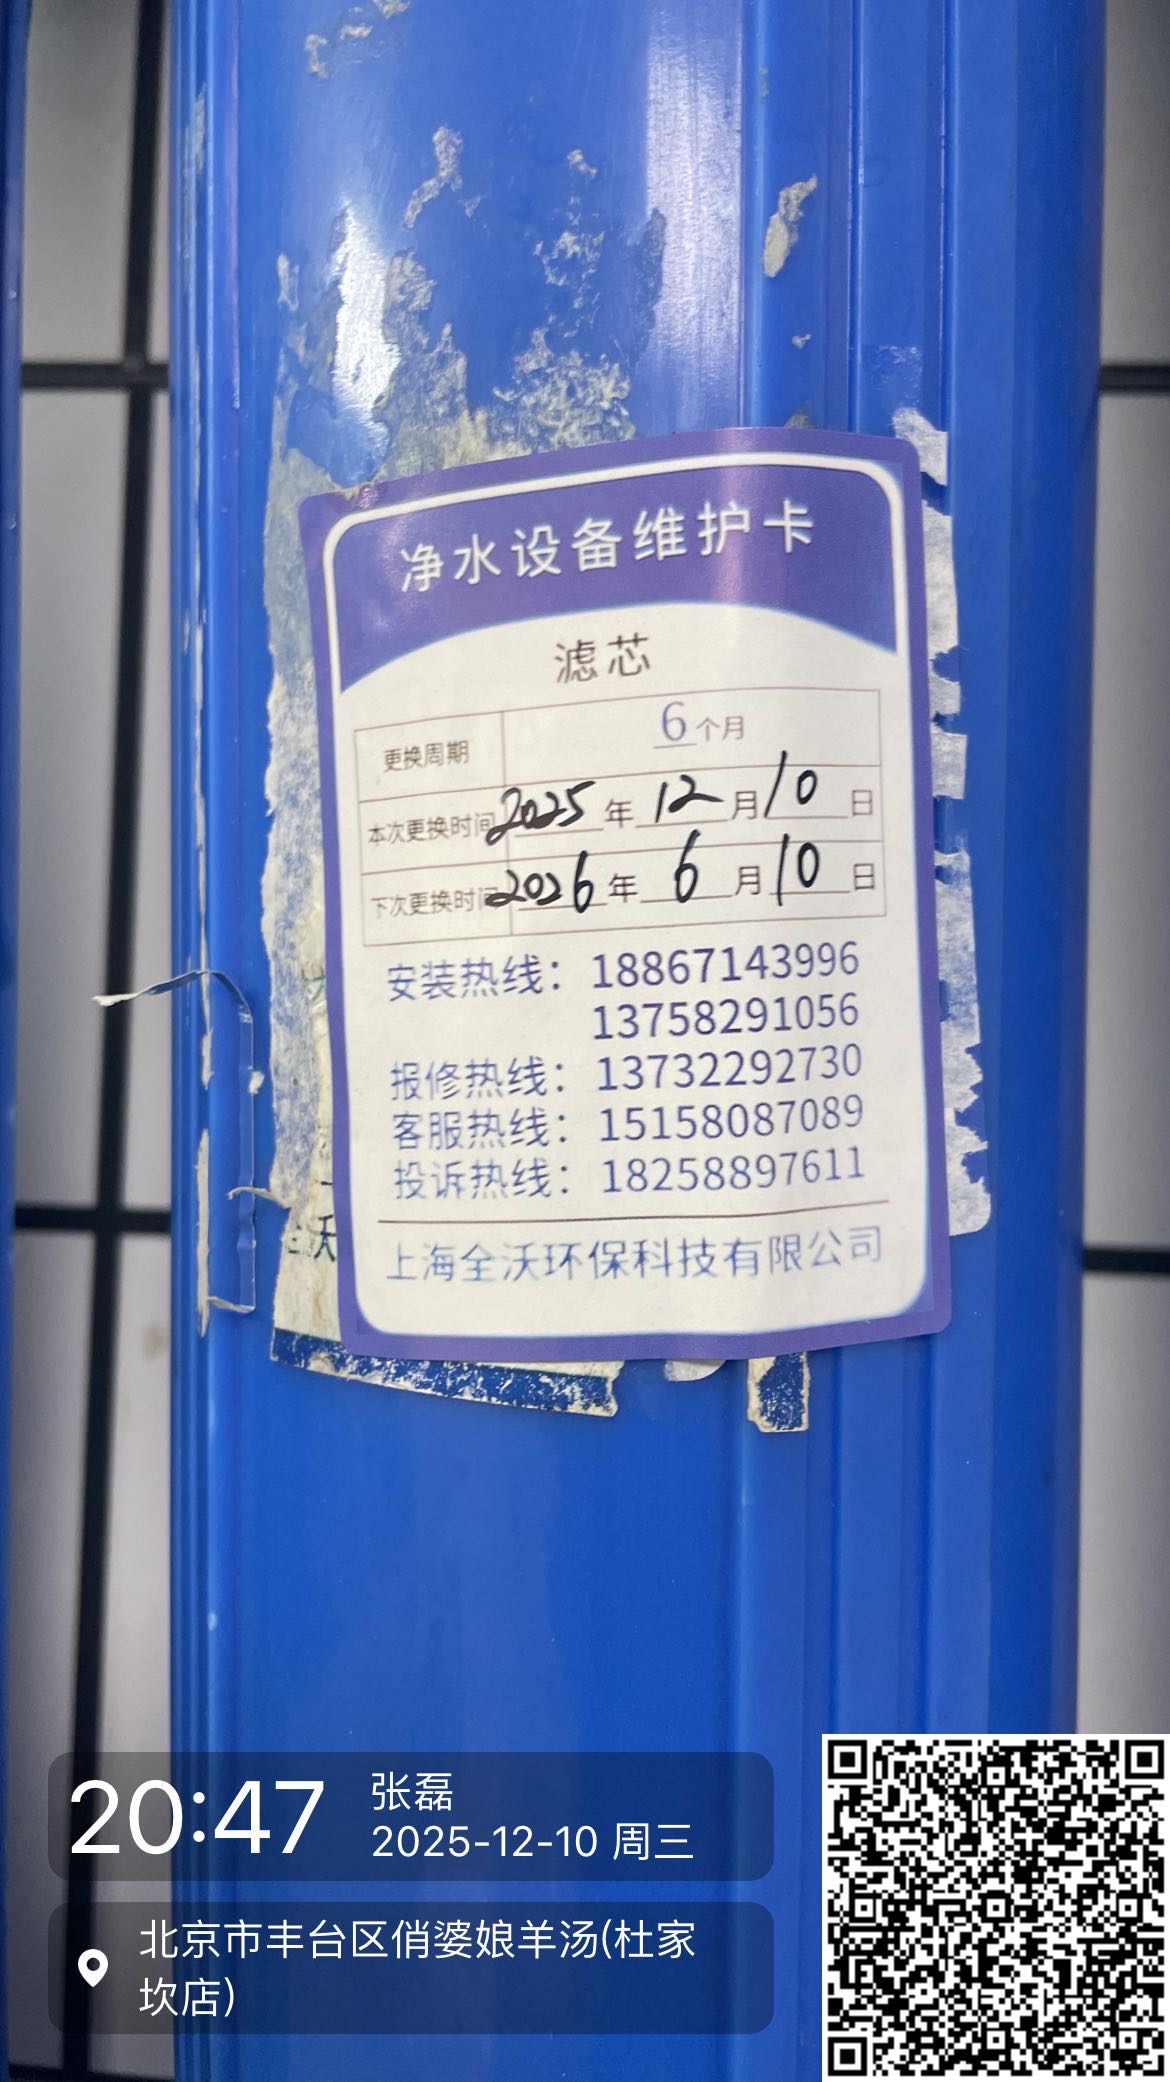 净水设备维护卡
滤芯
更换周期 6个月
本次更换时间 2025年12月10日
下次更换时间 2026年6月10日
安装热线：18867143996
13758291056
报修热线：13732292730
客服热线：15158087089
投诉热线：18258897611
上海全沃环保科技有限公司
沃
20:47
张磊
2025-12-10 周三
北京市丰台区俏婆娘羊汤(杜家
坎店)